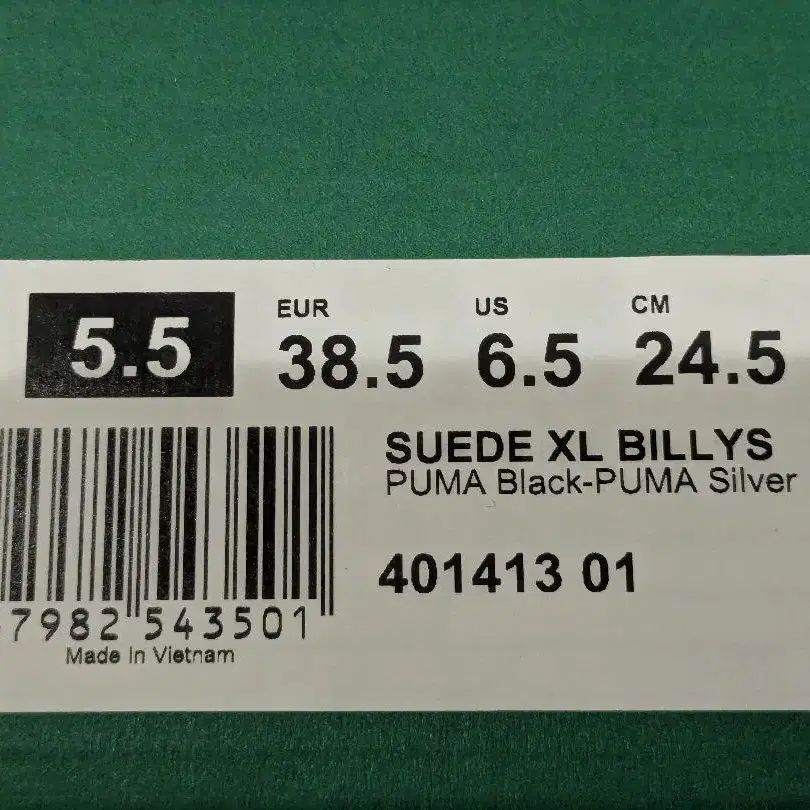 5.5
EUR
38.5
US
6.5
CM
24.5
SUEDE XL BILLYS
PUMA Black-PUMA Silver
401413 01
7982 543501
Made in Vietnam